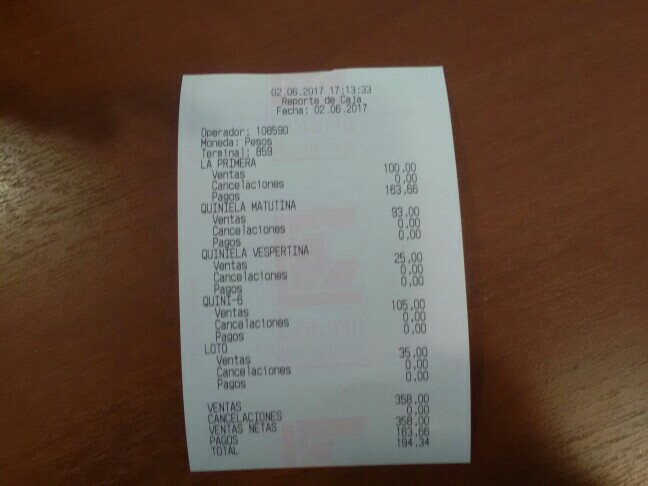 02.06.2017 17:13:33
Reporte de Caja
Fecha: 02.06.2017
Operador: 108590
Moneda: Pesos
Terminal: 859
LA PRIMERA
Ventas 100,00
Cancelaciones 0,00
Pagos 163,66
QUINIELA MATUTINA
Ventas 93,00
Cancelaciones 0,00
Pagos 0,00
QUINIELA VESPERTINA
Ventas 25,00
Cancelaciones 0,00
Pagos 0,00
QUINI-6
Ventas 105,00
Cancelaciones 0,00
Pagos 0,00
LOTO
Ventas 35,00
Cancelaciones 0,00
Pagos 0,00
VENTAS 358,00
CANCELACIONES 0,00
VENTAS NETAS 358,00
PAGOS 163,66
TOTAL 194,34